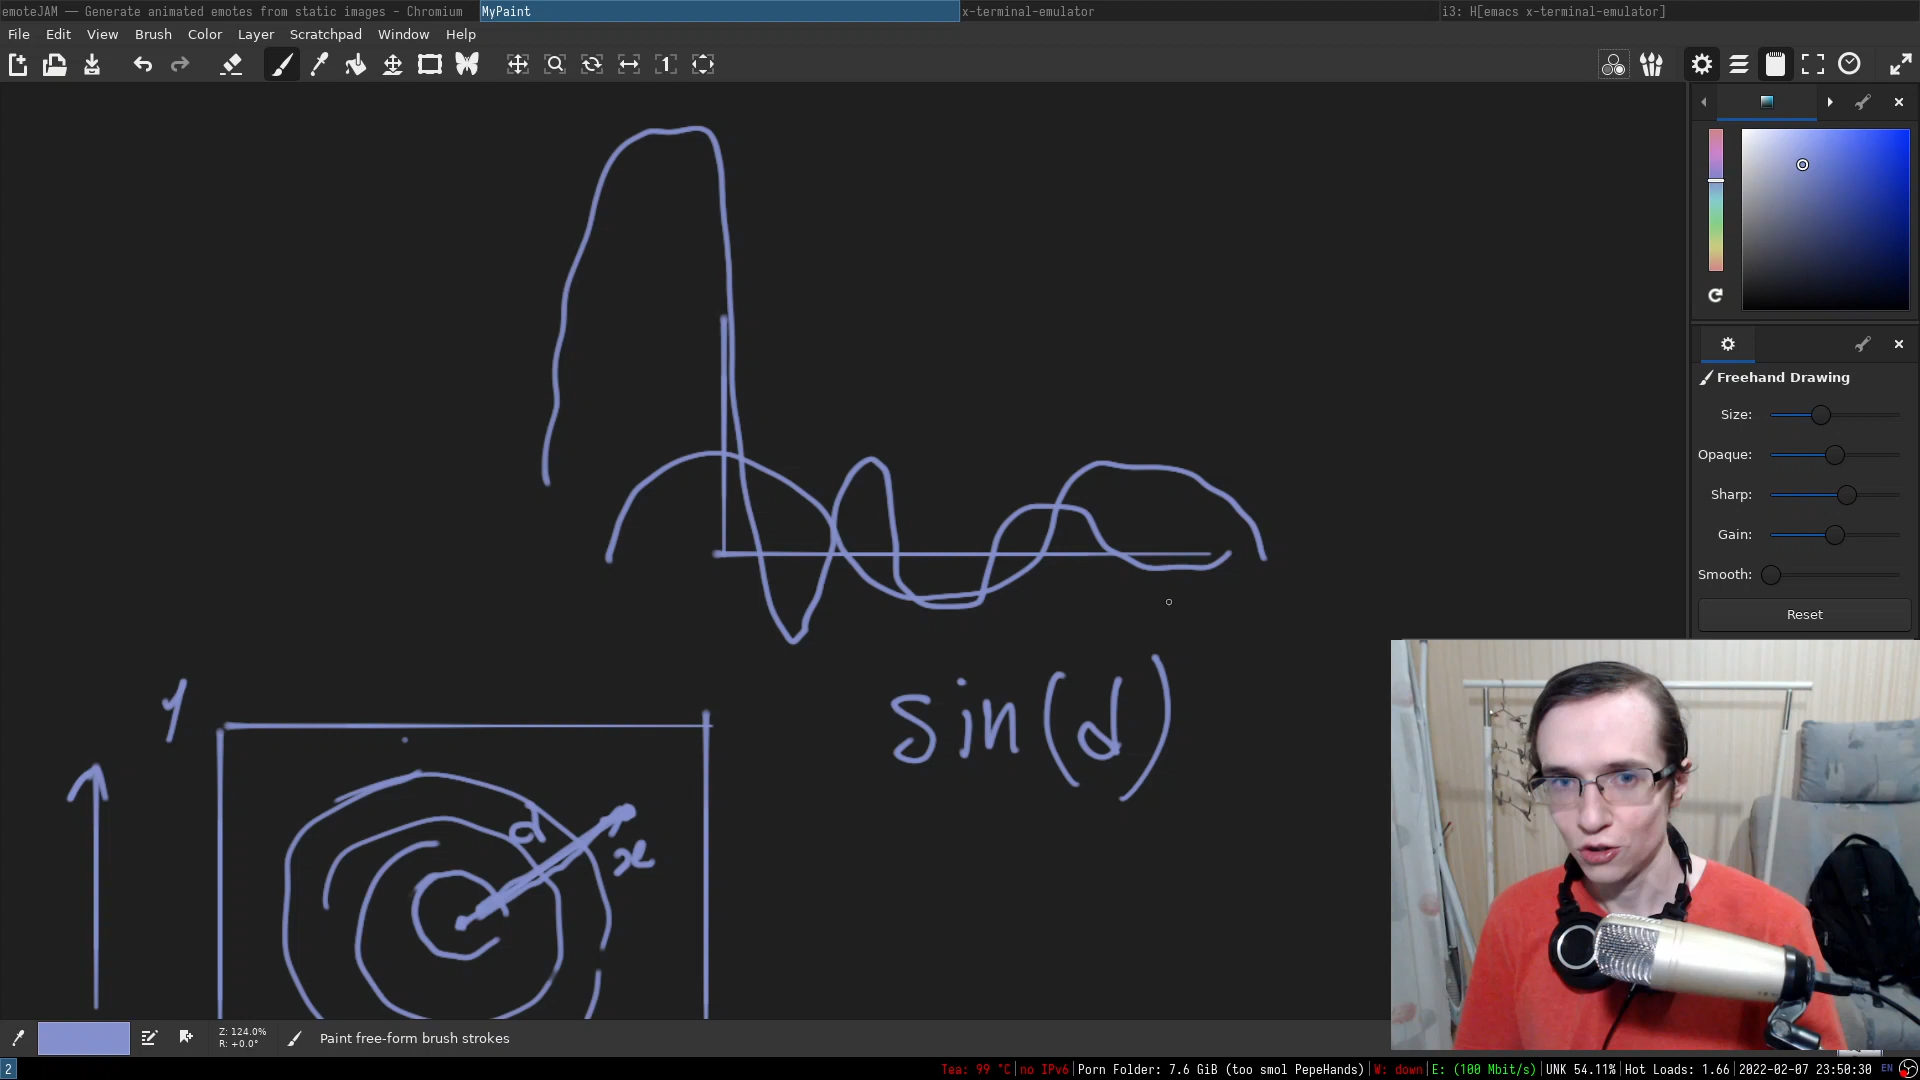 emoteJAM —— Generate animated emotes from static images - Chromium
MyPaint
x-terminal-emulator
i3: H[emacs x-terminal-emulator]
File Edit View Brush Color Layer Scratchpad Window Help
1
Freehand Drawing
Size:
Opaque:
Sharp:
Gain:
Smooth:
Reset
sin(d)
1
d
x
Z: 124.0%
R: +0.0°
Paint free-form brush strokes
2
Tea: 99 °C|no IPv6|Porn Folder: 7.6 GiB (too smol PepeHands)|W: down|E: (100 Mbit/s)|UNK 54.11%|Hot Loads: 1.66|2022-02-07 23:50:30 EN